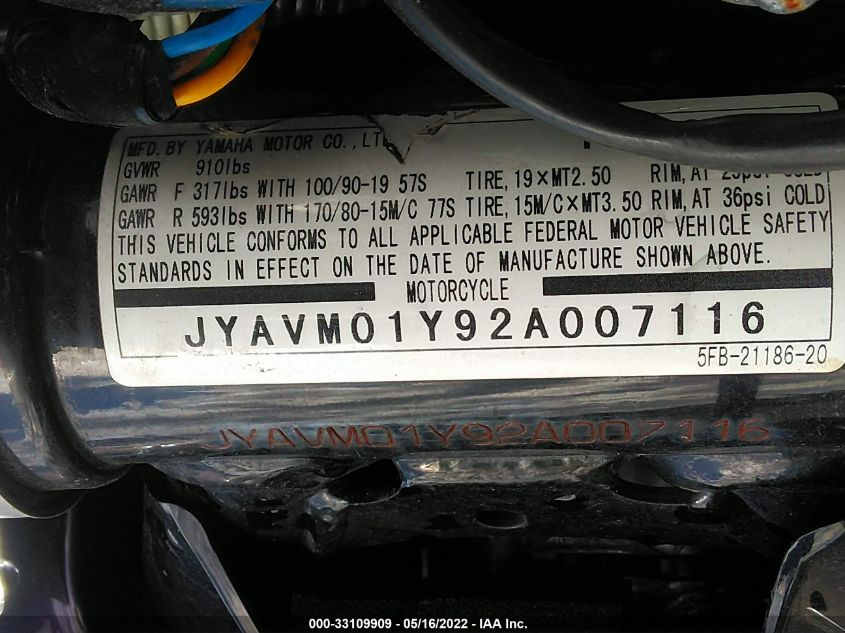 MFD. BY YAMAHA MOTOR CO., LT
GVWR 910lbs
GAWR F 317lbs WITH 100/90-19 57S TIRE, 19×MT2.50 RIM, AT COLD
GAWR R 593lbs WITH 170/80-15M/C 77S TIRE, 15M/C×MT3.50 RIM, AT 36psi COLD
THIS VEHICLE CONFORMS TO ALL APPLICABLE FEDERAL MOTOR VEHICLE SAFETY
STANDARDS IN EFFECT ON THE DATE OF MANUFACTURE SHOWN ABOVE.
MOTORCYCLE
JYAVM01Y92A007116
5FB-21186-20
JYAVM01Y92A007116
000-33109909 - 05/16/2022 - IAA Inc.